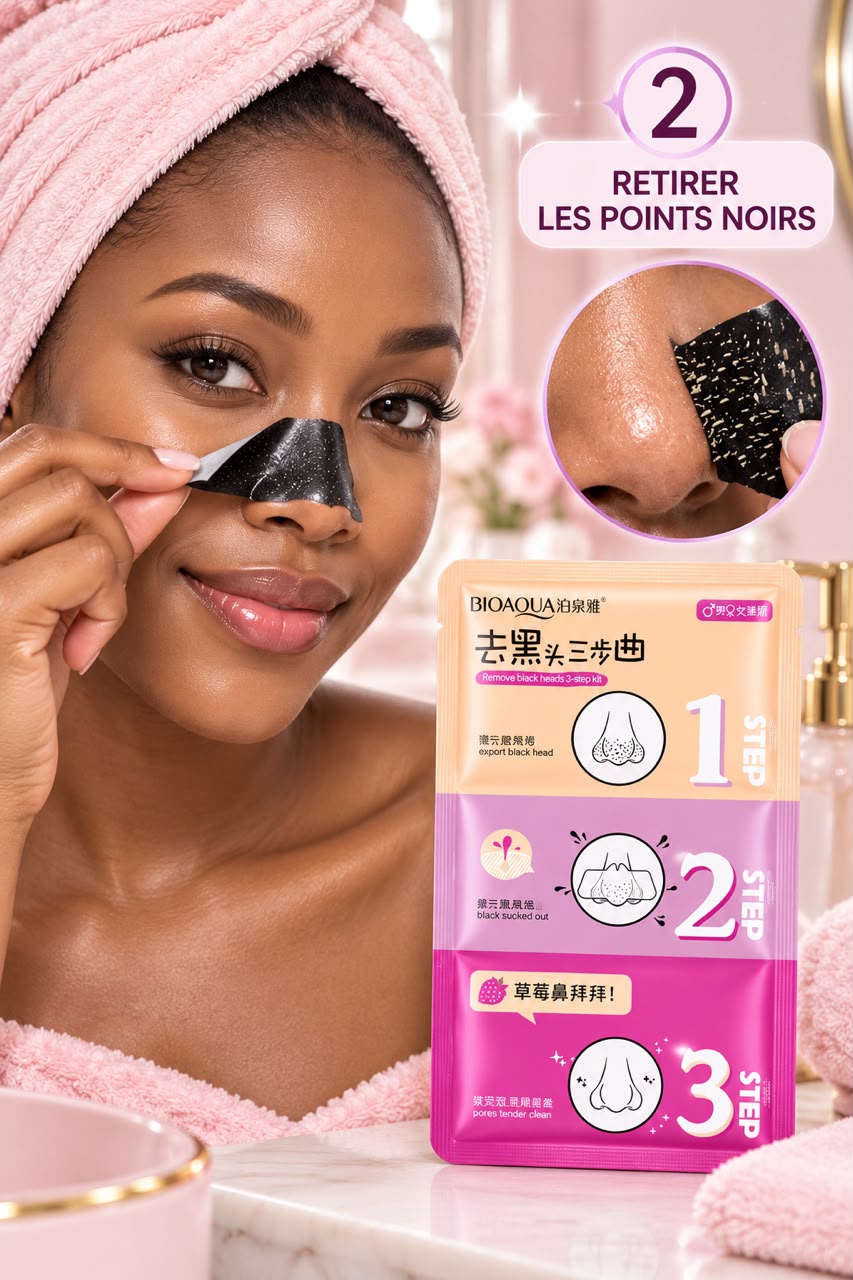 2
RETIRER
LES POINTS NOIRS
BIOAQUA泊泉雅®
去黑头三步曲
Remove black heads 3-step kit
export black head
1
STEP
black sucked out
2
STEP
草莓鼻拜拜!
pores tender clean
3
STEP